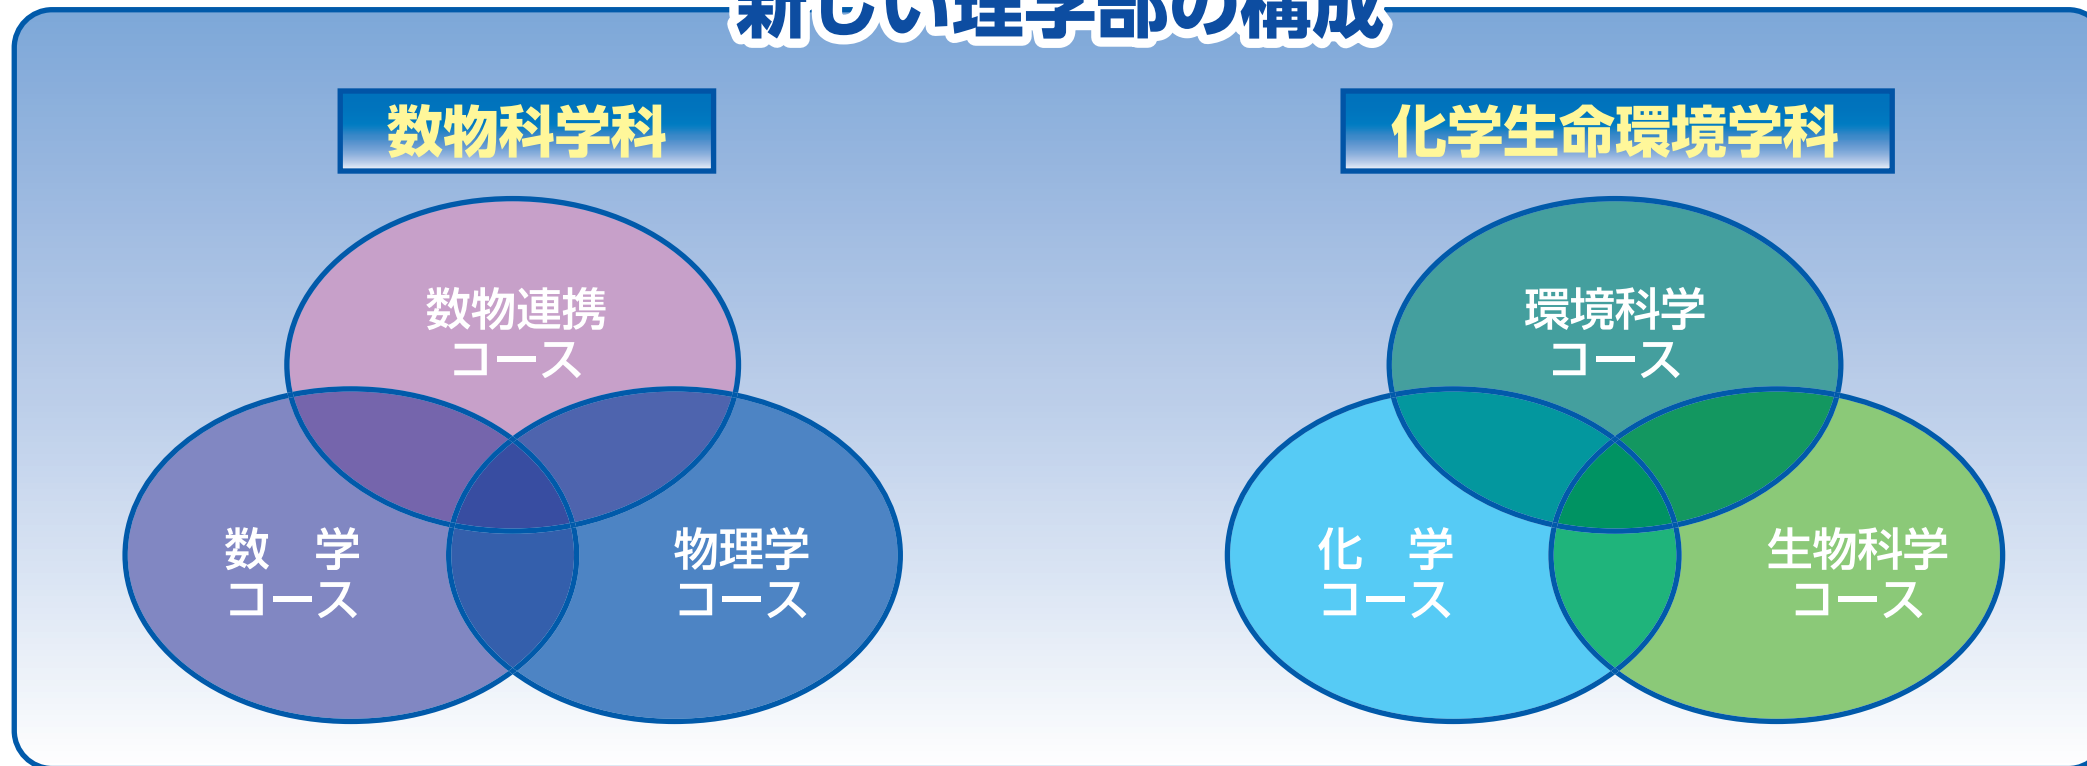 新しい理学部の構成
数物科学科
化学生命環境学科
数物連携
コース
数　学
コース
物理学
コース
環境科学
コース
化　学
コース
生物科学
コース